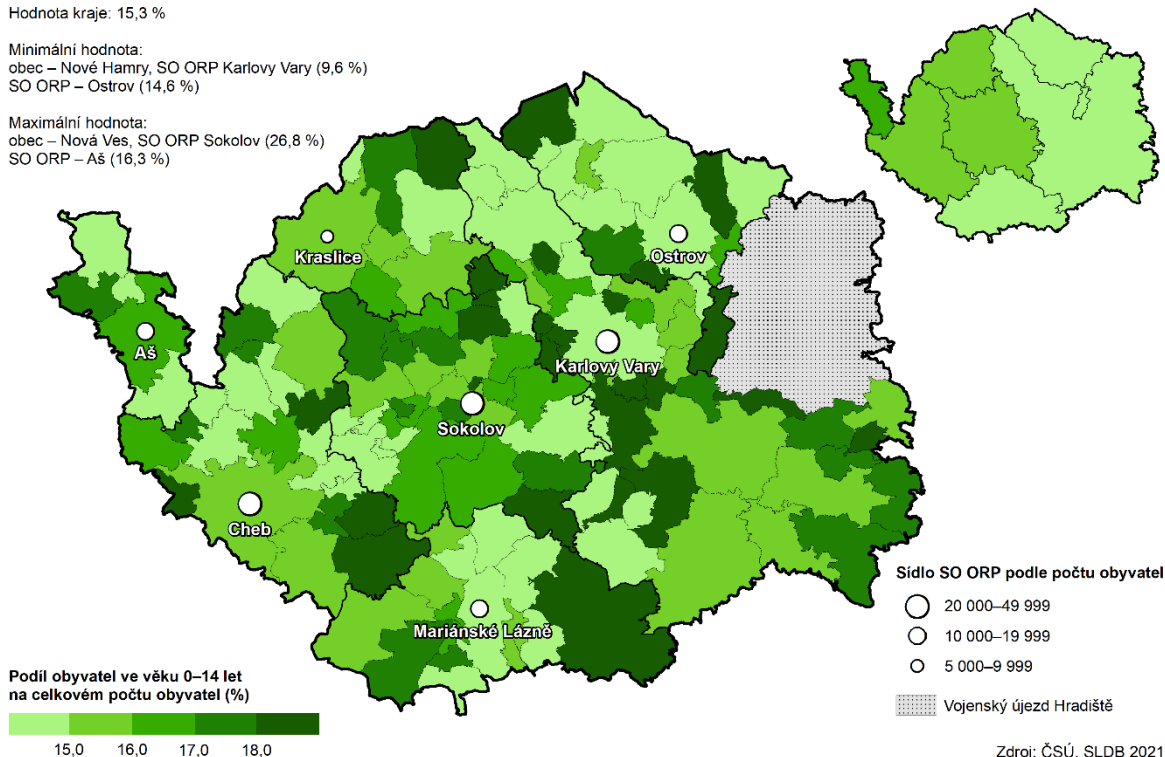 Hodnota kraje: 15,3 %
Minimální hodnota:
obec – Nové Hamry, SO ORP Karlovy Vary (9,6 %)
SO ORP – Ostrov (14,6 %)
Maximální hodnota:
obec – Nová Ves, SO ORP Sokolov (26,8 %)
SO ORP – Aš (16,3 %)
Kraslice
Ostrov
Aš
Karlovy Vary
Sokolov
Cheb
Mariánské Lázně
Sídlo SO ORP podle počtu obyvatel
20 000–49 999
10 000–19 999
5 000–9 999
Vojenský újezd Hradiště
Podíl obyvatel ve věku 0–14 let
na celkovém počtu obyvatel (%)
15,0 16,0 17,0 18,0
Zdroj: ČSÚ, SLDB 2021